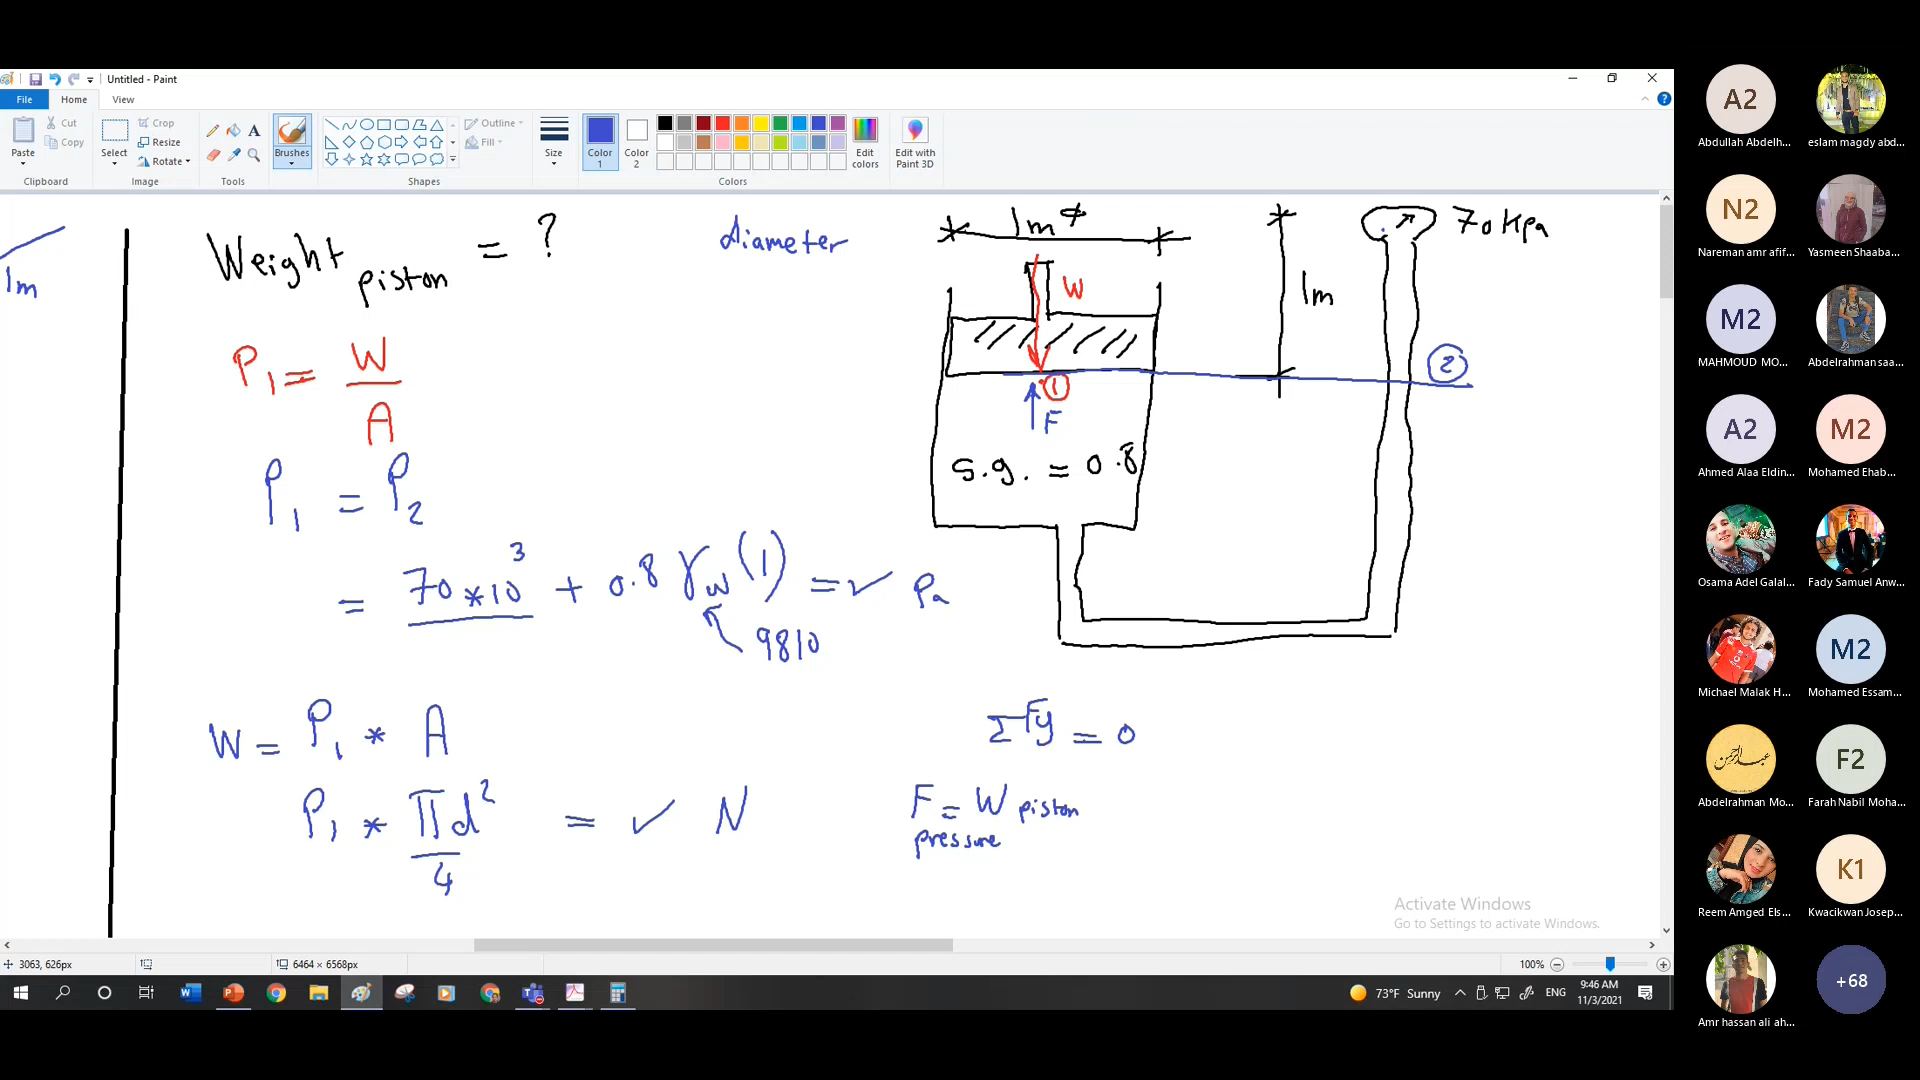 Untitled - Paint
File Home View
Paste
Cut
Copy
Clipboard
Select
Crop
Resize
Rotate
Image
A
Tools
Brushes
Shapes
Outline
Fill
Size
Color 1
Color 2
Colors
Edit colors
Edit with Paint 3D
1m
Weight piston = ?
diameter
1m ϕ
70 Kpa
W
1m
①
②
F
s.g. = 0.8
P1 = W / A
P1 = P2
= 70 * 10^3 + 0.8 γw (1) = ✓ Pa
9810
W = P1 * A
P1 * πd^2 / 4 = ✓ N
ΣFy = 0
F pressure = W piston
Activate Windows
Go to Settings to activate Windows.
3063, 626px
6464 × 6568px
100%
73°F Sunny
ENG
9:46 AM
11/3/2021
A2
Abdullah Abdelh...
eslam magdy abd...
N2
Nareman amr afif...
Yasmeen Shaaba...
M2
MAHMOUD MO...
Abdelrahman saa...
A2
Ahmed Alaa Eldin...
M2
Mohamed Ehab...
Osama Adel Galal...
Fady Samuel Anw...
Michael Malak H...
M2
Mohamed Essam...
Abdelrahman Mo...
F2
Farah Nabil Moha...
Reem Amged Els...
K1
Kwacikwan Josep...
Amr hassan ali ah...
+68